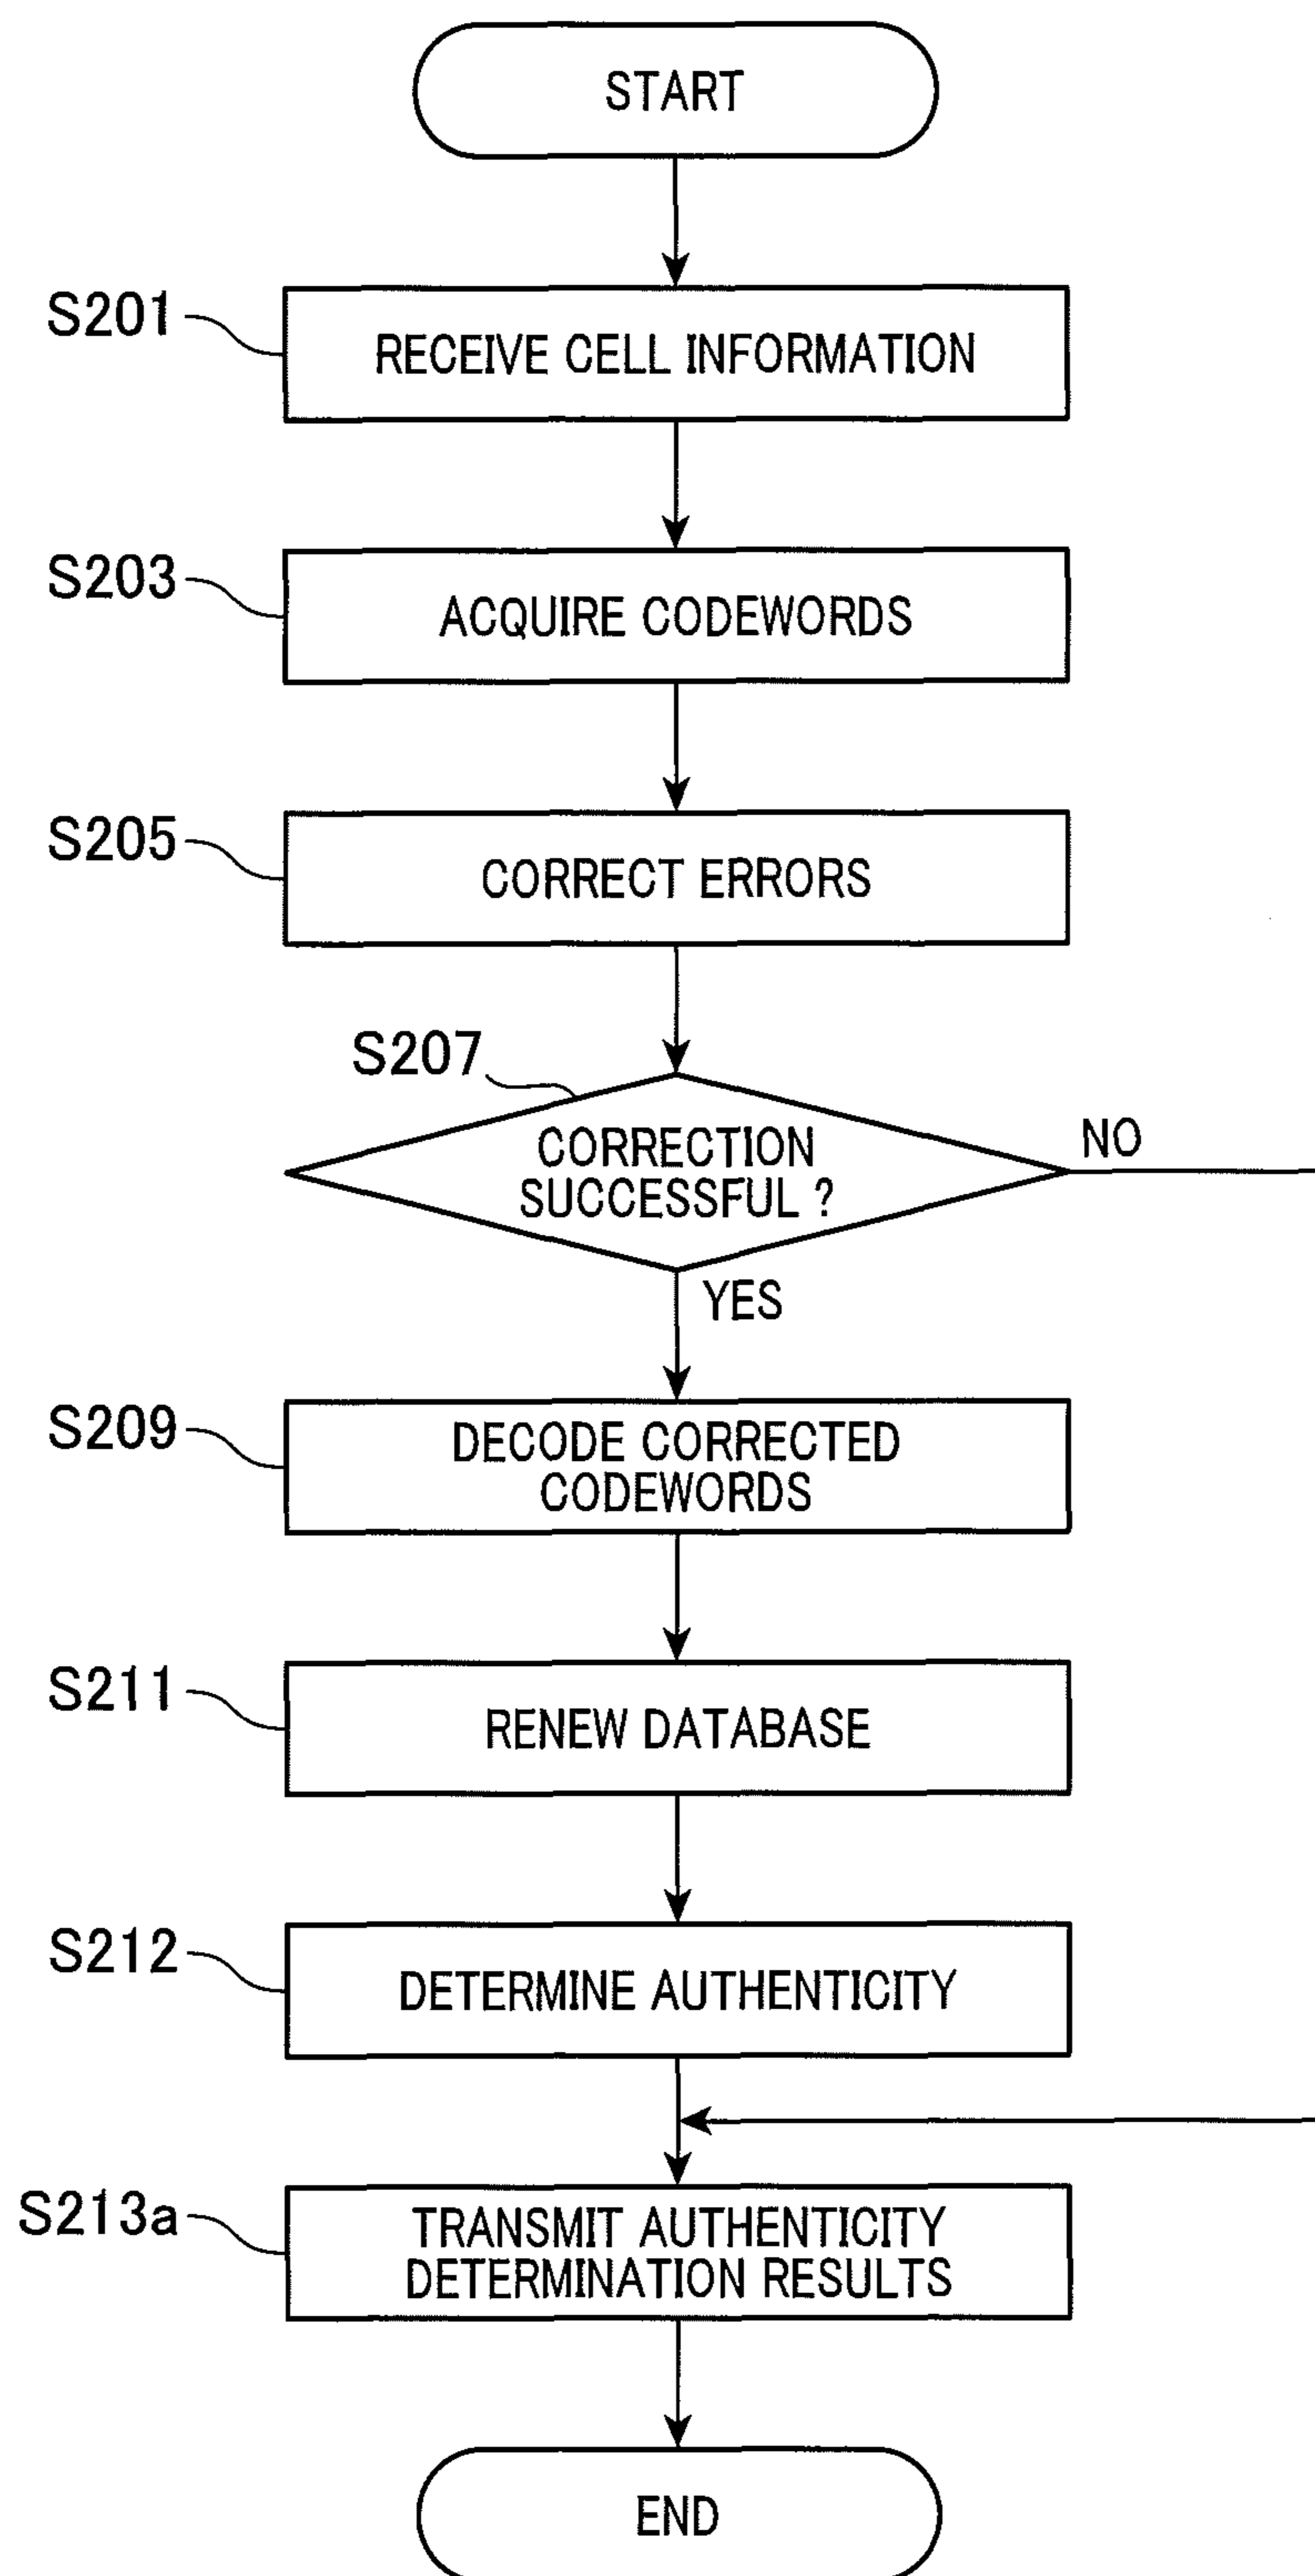 START
S201
RECEIVE CELL INFORMATION
S203
ACQUIRE CODEWORDS
S205
CORRECT ERRORS
S207
CORRECTION
SUCCESSFUL ?
NO
YES
S209
DECODE CORRECTED
CODEWORDS
S211
RENEW DATABASE
S212
DETERMINE AUTHENTICITY
S213a
TRANSMIT AUTHENTICITY
DETERMINATION RESULTS
END